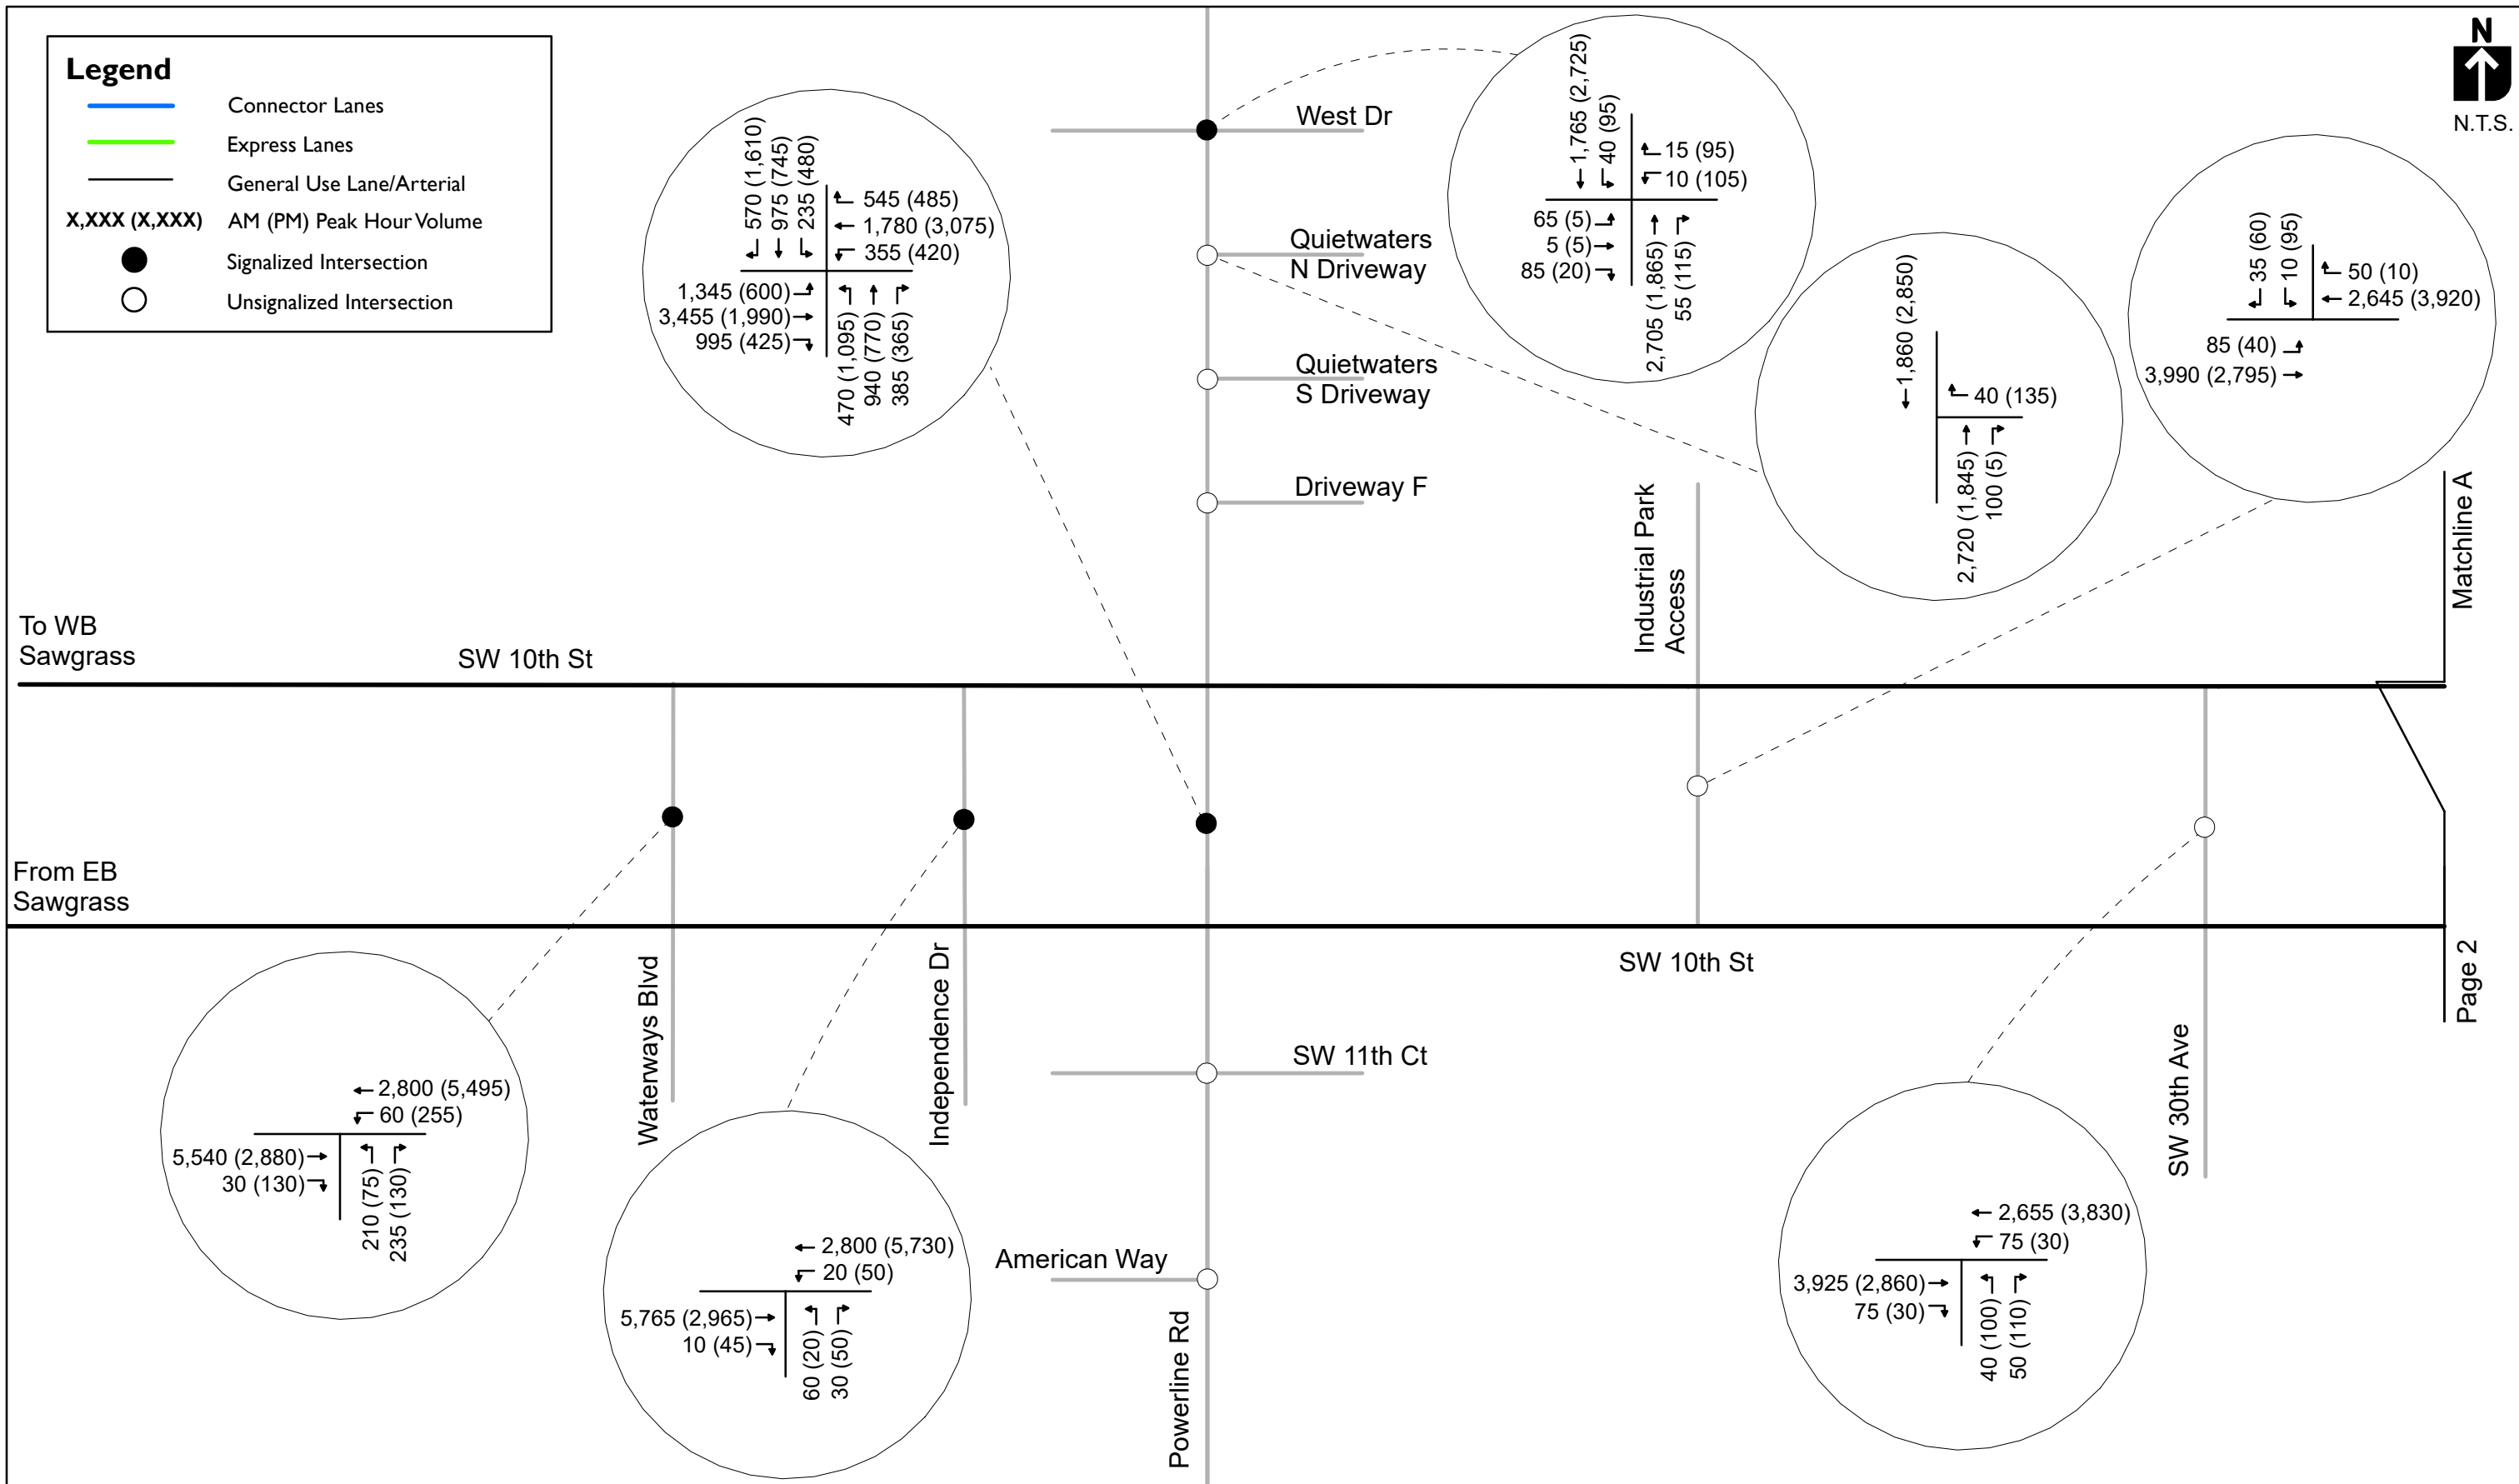 Legend
Connector Lanes
Express Lanes
General Use Lane/Arterial
X,XXX (X,XXX) AM (PM) Peak Hour Volume
Signalized Intersection
Unsignalized Intersection
N
N.T.S.
570 (1,610)
975 (745)
235 (480)
545 (485)
1,780 (3,075)
355 (420)
1,345 (600)
3,455 (1,990)
995 (425)
470 (1,095)
940 (770)
385 (365)
West Dr
Quietwaters
N Driveway
Quietwaters
S Driveway
Driveway F
1,765 (2,725)
40 (95)
15 (95)
10 (105)
65 (5)
5 (5)
85 (20)
2,705 (1,865)
55 (115)
1,860 (2,850)
40 (135)
2,720 (1,845)
100 (5)
35 (60)
10 (95)
50 (10)
2,645 (3,920)
85 (40)
3,990 (2,795)
Industrial Park
Access
Matchline A
To WB
Sawgrass
SW 10th St
From EB
Sawgrass
SW 10th St
Page 2
Waterways Blvd
Independence Dr
SW 11th Ct
American Way
Powerline Rd
SW 30th Ave
2,800 (5,495)
60 (255)
5,540 (2,880)
30 (130)
210 (75)
235 (130)
2,800 (5,730)
20 (50)
5,765 (2,965)
10 (45)
60 (20)
30 (50)
2,655 (3,830)
75 (30)
3,925 (2,860)
75 (30)
40 (100)
50 (110)